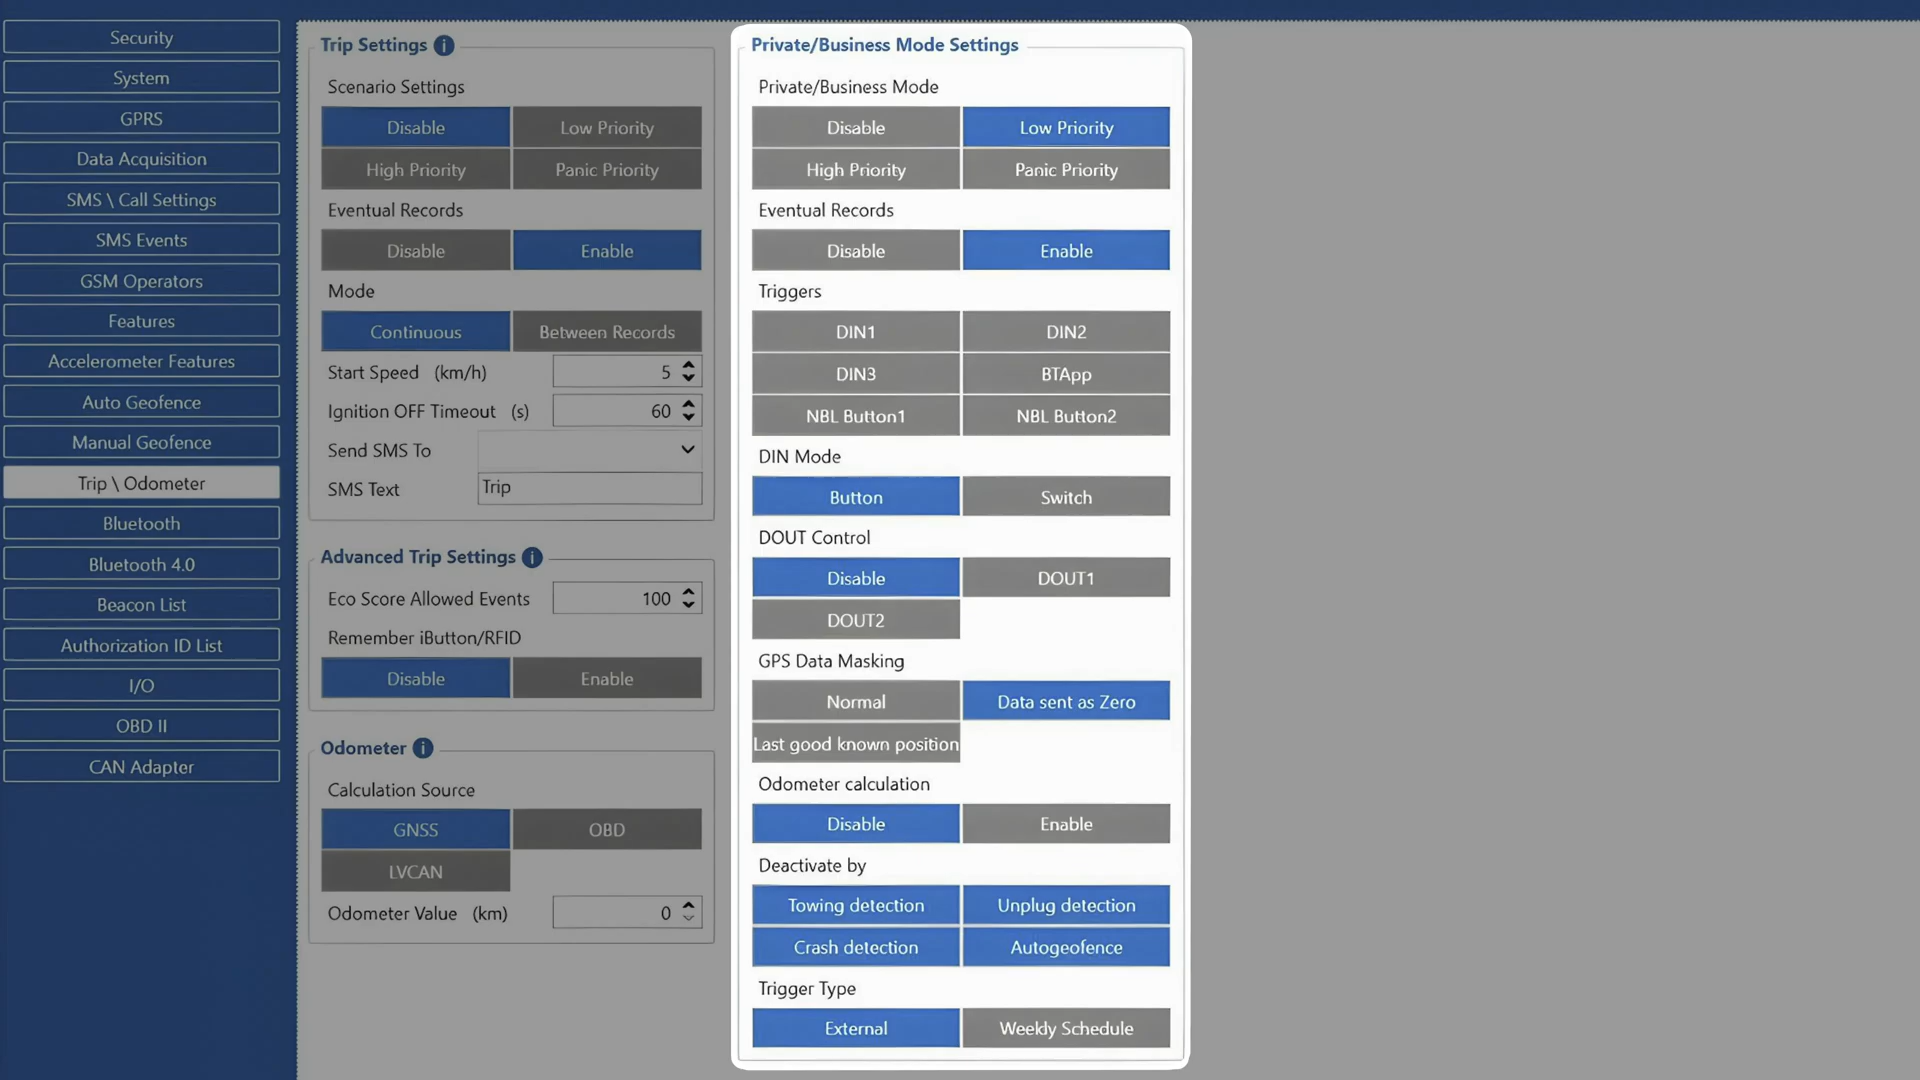 Security
System
GPRS
Data Acquisition
SMS \ Call Settings
SMS Events
GSM Operators
Features
Accelerometer Features
Auto Geofence
Manual Geofence
Trip \ Odometer
Bluetooth
Bluetooth 4.0
Beacon List
Authorization ID List
I/O
OBD II
CAN Adapter
Trip Settings i
Scenario Settings
Disable Low Priority
High Priority Panic Priority
Eventual Records
Disable Enable
Mode
Continuous Between Records
Start Speed (km/h) 5
Ignition OFF Timeout (s) 60
Send SMS To
SMS Text Trip
Advanced Trip Settings i
Eco Score Allowed Events 100
Remember iButton/RFID
Disable Enable
Odometer i
Calculation Source
GNSS OBD
LVCAN
Odometer Value (km) 0
Private/Business Mode Settings
Private/Business Mode
Disable Low Priority
High Priority Panic Priority
Eventual Records
Disable Enable
Triggers
DIN1 DIN2
DIN3 BTApp
NBL Button1 NBL Button2
DIN Mode
Button Switch
DOUT Control
Disable DOUT1
DOUT2
GPS Data Masking
Normal Data sent as Zero
Last good known position
Odometer calculation
Disable Enable
Deactivate by
Towing detection Unplug detection
Crash detection Autogeofence
Trigger Type
External Weekly Schedule